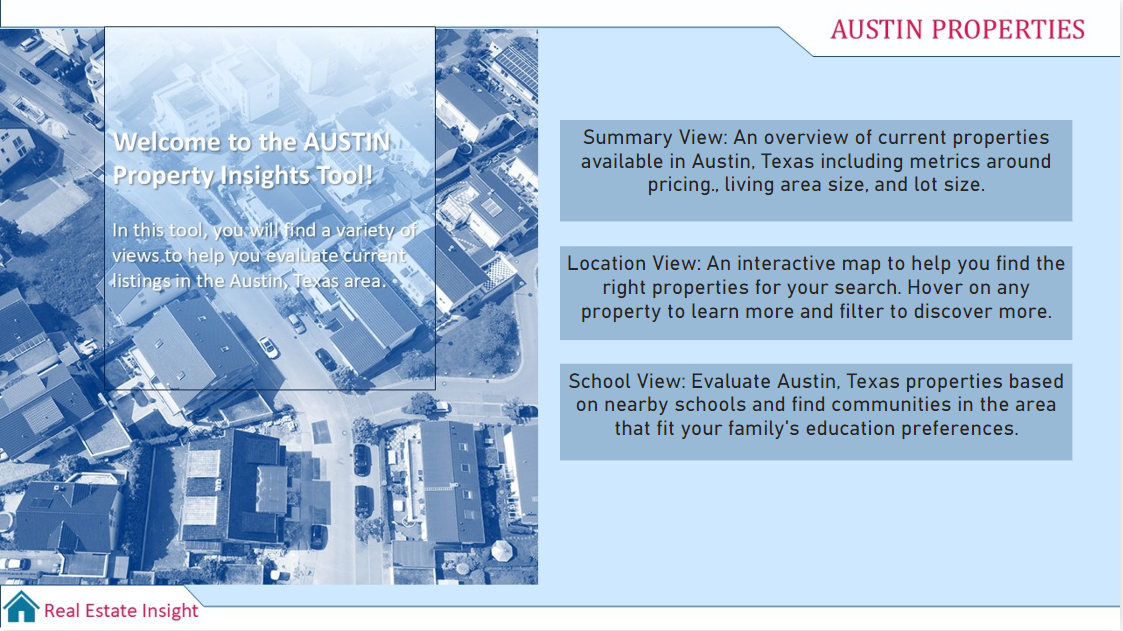 AUSTIN PROPERTIES
Welcome to the AUSTIN
Property Insights Tool!
In this tool, you will find a variety of
views to help you evaluate current
listings in the Austin, Texas area.
Summary View: An overview of current properties
available in Austin, Texas including metrics around
pricing., living area size, and lot size.
Location View: An interactive map to help you find the
right properties for your search. Hover on any
property to learn more and filter to discover more.
School View: Evaluate Austin, Texas properties based
on nearby schools and find communities in the area
that fit your family's education preferences.
Real Estate Insight